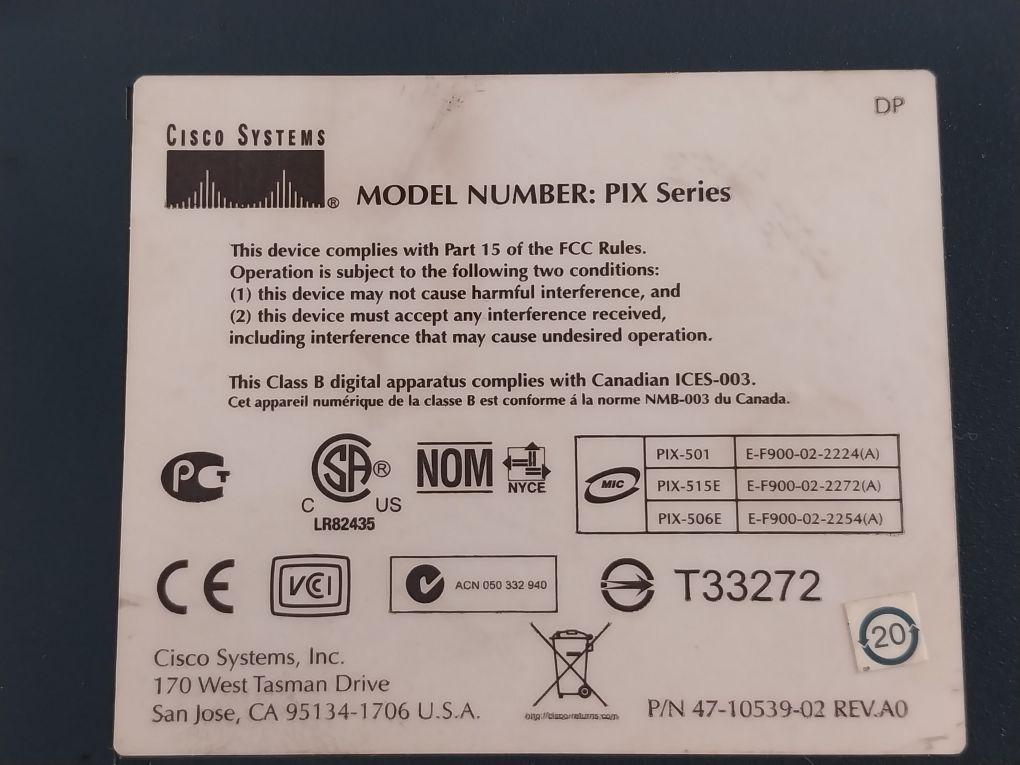 DP
CISCO SYSTEMS
® MODEL NUMBER: PIX Series
This device complies with Part 15 of the FCC Rules.
Operation is subject to the following two conditions:
(1) this device may not cause harmful interference, and
(2) this device must accept any interference received,
including interference that may cause undesired operation.
This Class B digital apparatus complies with Canadian ICES-003.
Cet appareil numérique de la classe B est conforme á la norme NMB-003 du Canada.
PCT
SA®
C US
LR82435
NOM
NYCE
MIC
PIX-501 E-F900-02-2224(A)
PIX-515E E-F900-02-2272(A)
PIX-506E E-F900-02-2254(A)
CE
VCI
ACN 050 332 940
T33272
20
Cisco Systems, Inc.
170 West Tasman Drive
San Jose, CA 95134-1706 U.S.A.
P/N 47-10539-02 REV.A0